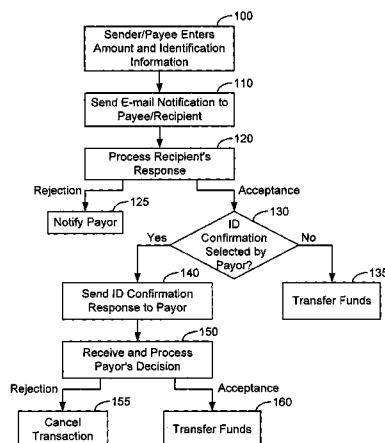 100
Sender/Payee Enters
Amount and Identification
Information
110
Send E-mail Notification to
Payee/Recipient
120
Process Recipient's
Response
Rejection
Acceptance
125
Notify Payor
130
ID
Confirmation
Selected by
Payor?
Yes
No
140
Send ID Confirmation
Response to Payor
135
Transfer Funds
150
Receive and Process
Payor's Decision
Rejection
Acceptance
155
Cancel
Transaction
160
Transfer Funds